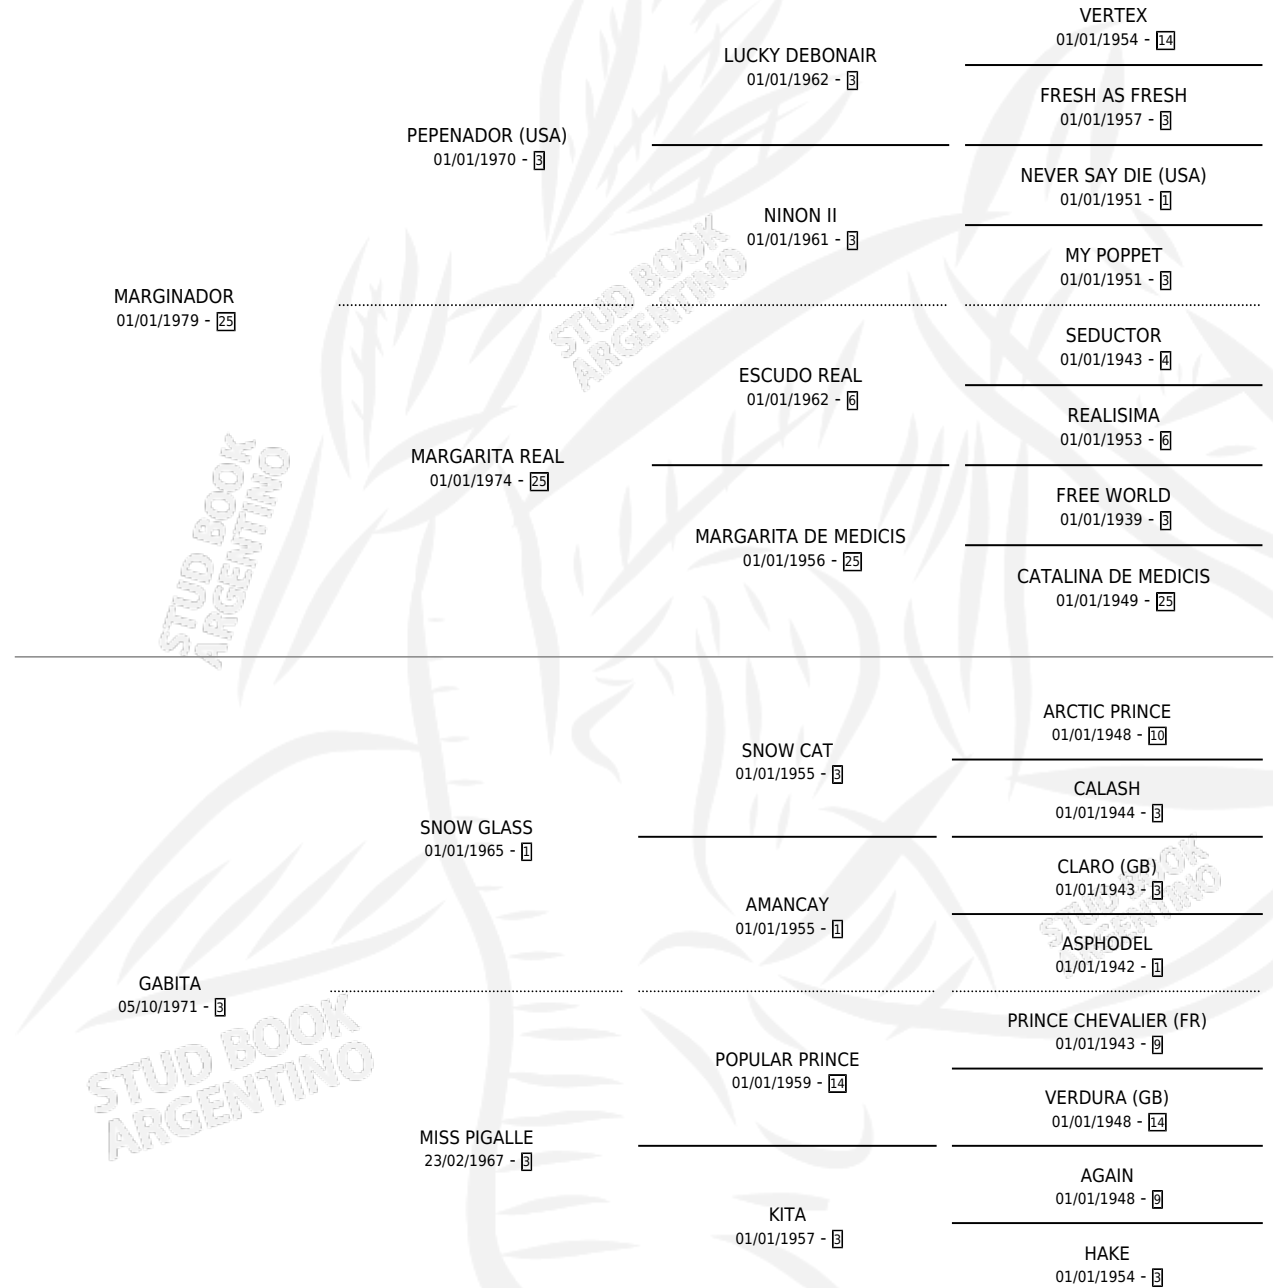 VERTEX
01/01/1954 - 14
LUCKY DEBONAIR
01/01/1962 - 3
FRESH AS FRESH
01/01/1957 - 3
PEPENADOR (USA)
01/01/1970 - 3
NEVER SAY DIE (USA)
01/01/1951 - 1
NINON II
01/01/1961 - 3
MY POPPET
01/01/1951 - 3
MARGINADOR
01/01/1979 - 25
STUD BOOK
ARGENTINO
SEDUCTOR
01/01/1943 - 4
ESCUDO REAL
01/01/1962 - 6
REALISIMA
01/01/1953 - 6
MARGARITA REAL
01/01/1974 - 25
FREE WORLD
01/01/1939 - 3
MARGARITA DE MEDICIS
01/01/1956 - 25
CATALINA DE MEDICIS
01/01/1949 - 25
STUD BOOK
ARGENTINO
ARCTIC PRINCE
01/01/1948 - 10
SNOW CAT
01/01/1955 - 3
CALASH
01/01/1944 - 3
SNOW GLASS
01/01/1965 - 1
CLARO (GB)
01/01/1943 - 3
AMANCAY
01/01/1955 - 1
STUD BOOK
ARGENTINO
ASPHODEL
01/01/1942 - 1
GABITA
05/10/1971 - 3
PRINCE CHEVALIER (FR)
01/01/1943 - 9
POPULAR PRINCE
01/01/1959 - 14
STUD BOOK
ARGENTINO
VERDURA (GB)
01/01/1948 - 14
MISS PIGALLE
23/02/1967 - 3
AGAIN
01/01/1948 - 9
KITA
01/01/1957 - 3
HAKE
01/01/1954 - 3